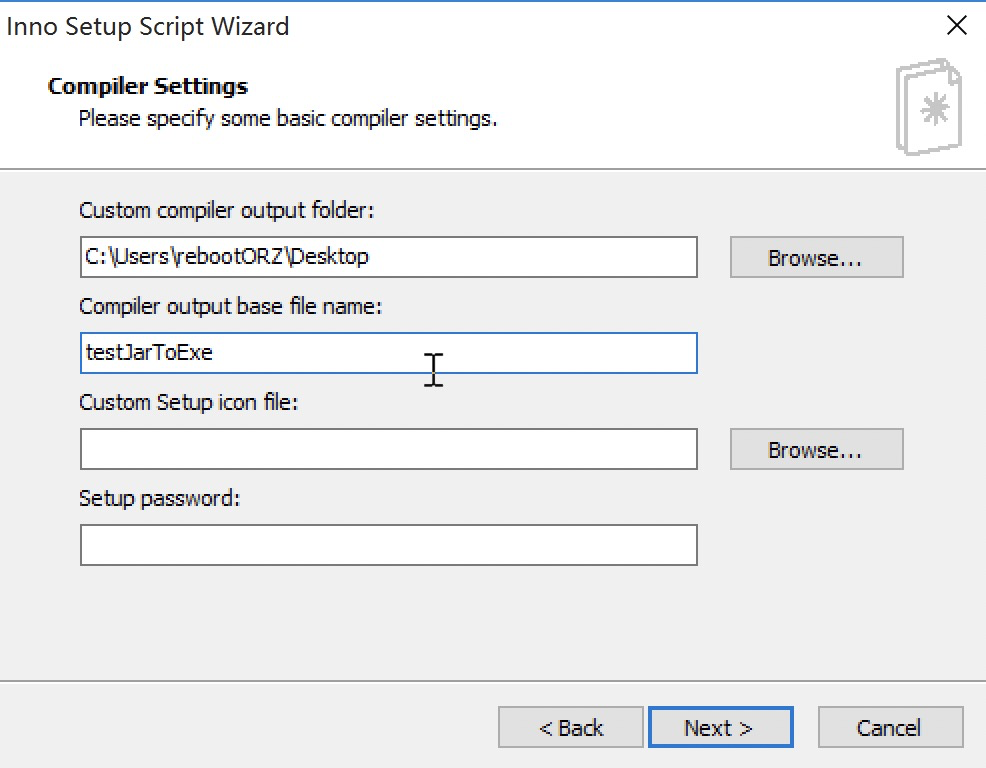 Inno Setup Script Wizard
Compiler Settings
Please specify some basic compiler settings.
Custom compiler output folder:
C:\Users\rebootORZ\Desktop
Browse...
Compiler output base file name:
testJarToExe
Custom Setup icon file:
Browse...
Setup password:
< Back
Next >
Cancel